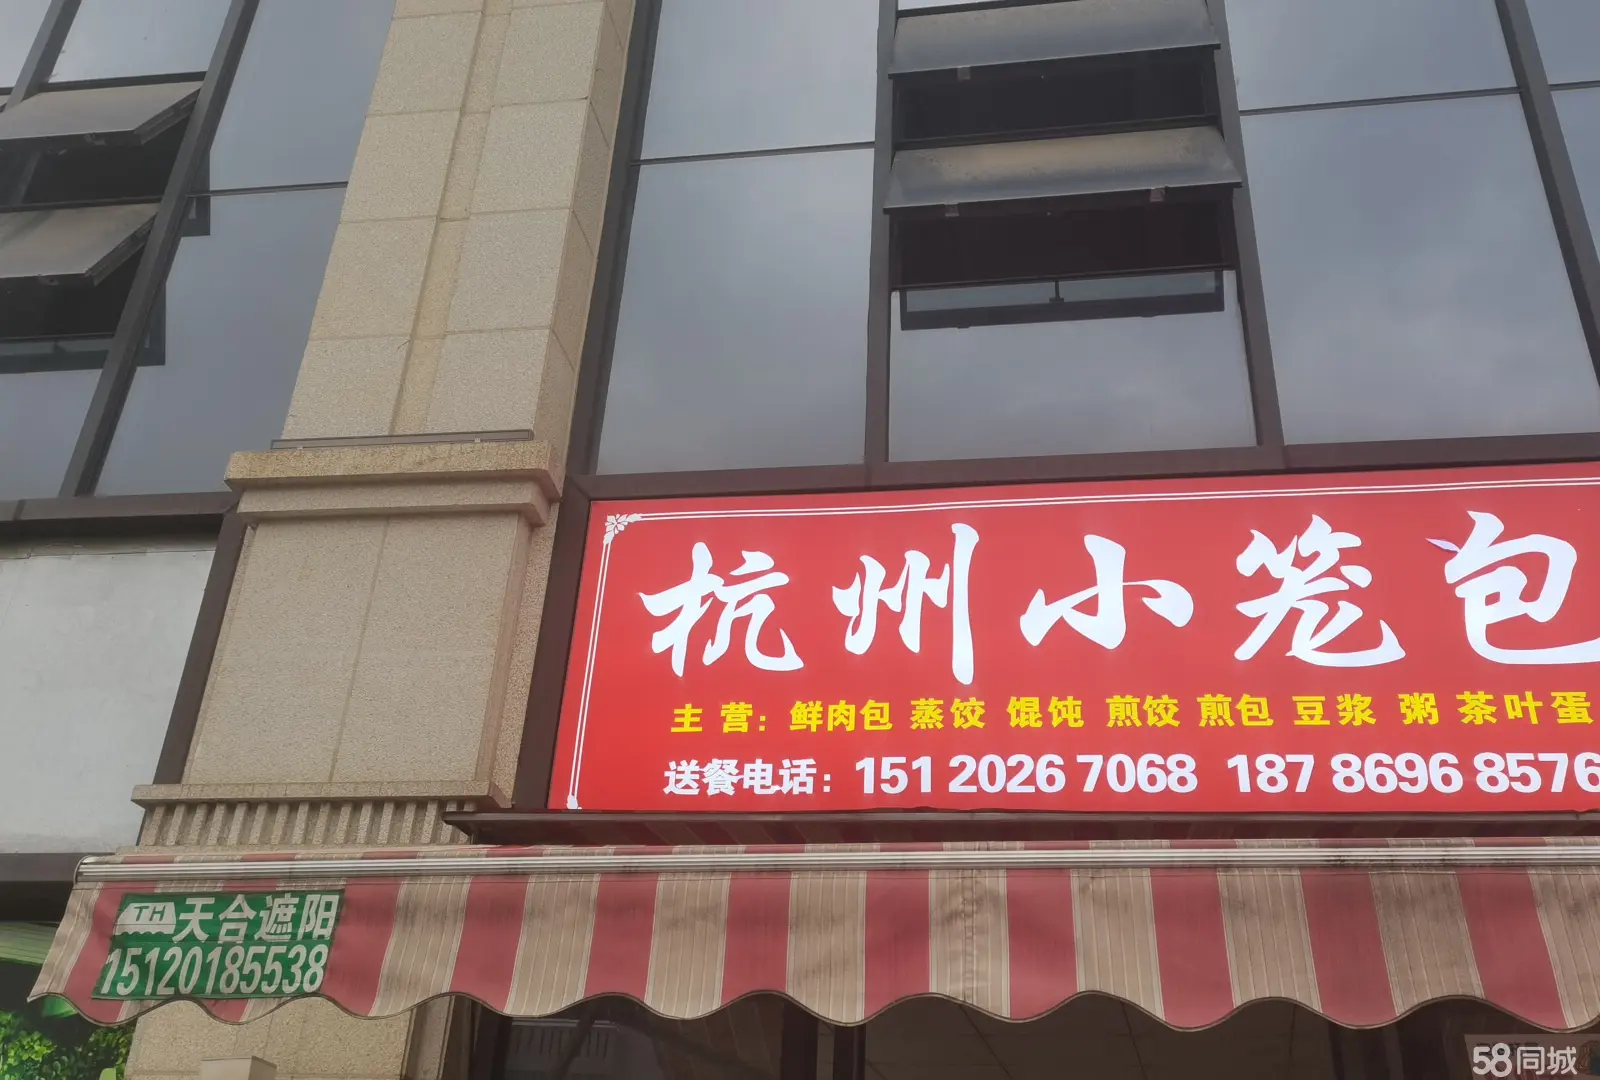 杭州小笼包
主 营：鲜肉包 蒸饺 馄饨 煎饺 煎包 豆浆 粥 茶叶蛋
送餐电话：151 2026 7068 187 8696 8576
TH 天合遮阳
15120185538
58同城